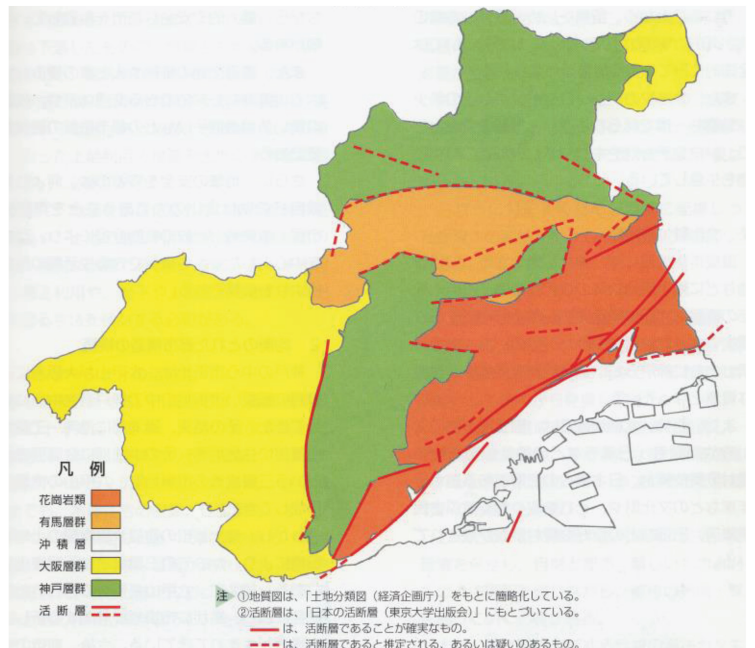 凡例
花崗岩類
有馬層群
沖積層
大阪層群
神戸層群
活断層
注 ①地質図は、「土地分類図（経済企画庁）」をもとに簡略化している。
②活断層は、「日本の活断層（東京大学出版会）」にもとづいている。
は、活断層であることが確実なもの。
は、活断層であると推定される、あるいは疑いのあるもの。